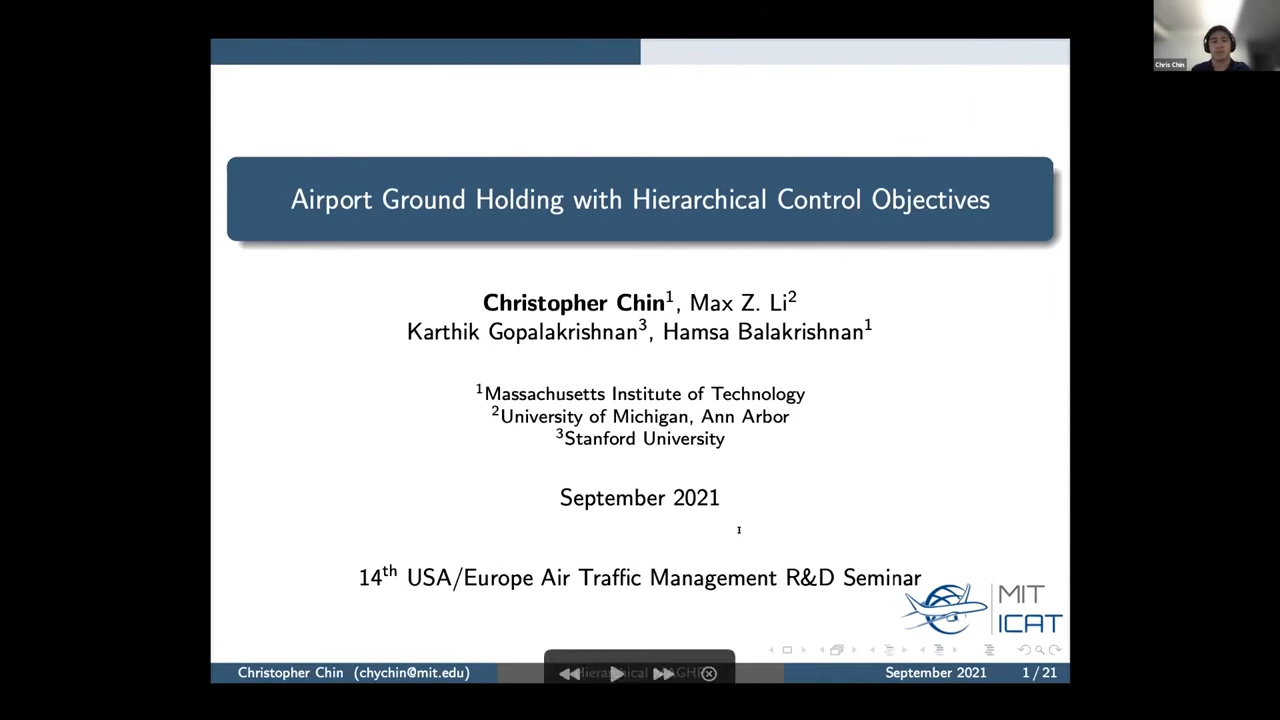 Chris Chin
Airport Ground Holding with Hierarchical Control Objectives
Christopher Chin¹, Max Z. Li²
Karthik Gopalakrishnan³, Hamsa Balakrishnan¹
¹Massachusetts Institute of Technology
²University of Michigan, Ann Arbor
³Stanford University
September 2021
14th USA/Europe Air Traffic Management R&D Seminar
MIT
ICAT
Christopher Chin (chychin@mit.edu) Hierarchical MAGHP September 2021 1 / 21